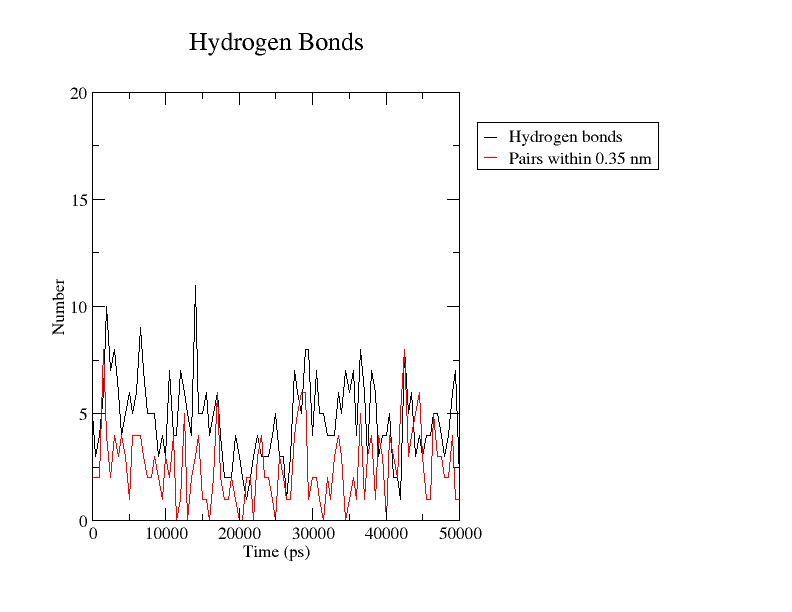 Hydrogen Bonds
20
15
10
5
0
Number
0 10000 20000 30000 40000 50000
Time (ps)
Hydrogen bonds
Pairs within 0.35 nm